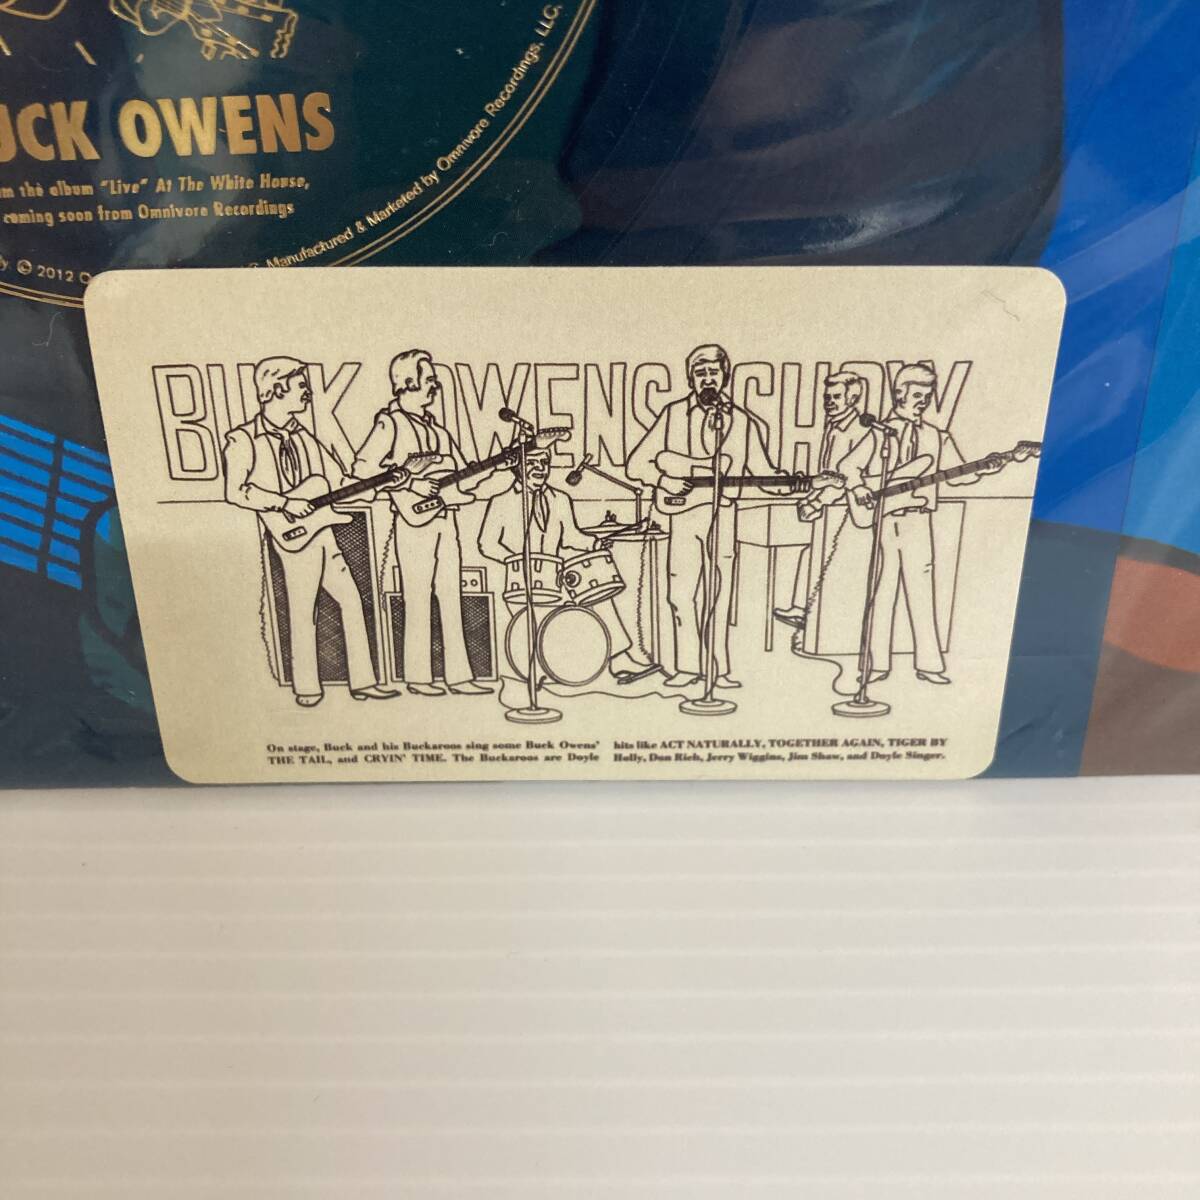 UCK OWENS
m the album "Live" At The White House,
coming soon from Omnivore Recordings
y © 2012 O
Manufactured & Marketed by Omnivore Recordings, LLC.
BUCK OWENS SHOW
On stage, Buck and his Buckaroos sing some Buck Owens' hits like ACT NATURALLY, TOGETHER AGAIN, TIGER BY
THE TAIL, and CRYIN' TIME. The Buckaroos are Doyle Holly, Don Rich, Jerry Wiggins, Jim Shaw, and Doyle Singer.